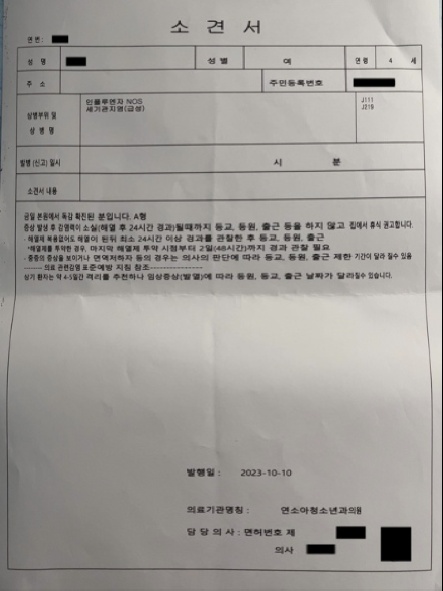 소 견 서
연 번 :
성 명 성 별 여 연령 4 세
주 소 주민등록번호
상병부위 및
상 병 명
인플루엔자 NOS
세기관지염(급성)
J111
J219
발병 (신고) 일시 시 분
소견서 내용
금일 본원에서 독감 확진된 분입니다. A형
증상 발생 후 감염력이 소실(해열 후 24시간 경과)될때까지 등교, 등원, 출근 등을 하지 않고 집에서 휴식 권고합니다.
- 해열제 복용없어도 해열이 된뒤 최소 24시간 이상 경과를 관찰한 후 등교, 등원, 출근
*해열제를 투약한 경우, 마지막 해열제 투약 시점부터 2일(48시간)까지 경과 관찰 필요
중증의 증상을 보이거나 면역저하자 등의 경우는 의사의 판단에 따라 등교, 등원, 출근 제한 기간이 달라 질수 있음
------- 의료 관련감염 표준예방 지침 참조----------------
상기 환자는 약 4-5일간 격리를 추천하나 임상증상(발열)에 따라 등원, 등교, 출근 날짜가 달라질수 있습니다.
발행일 : 2023-10-10
의료기관명칭 : 연소아청소년과의원
담 당 의 사 : 면허번호 제
의사